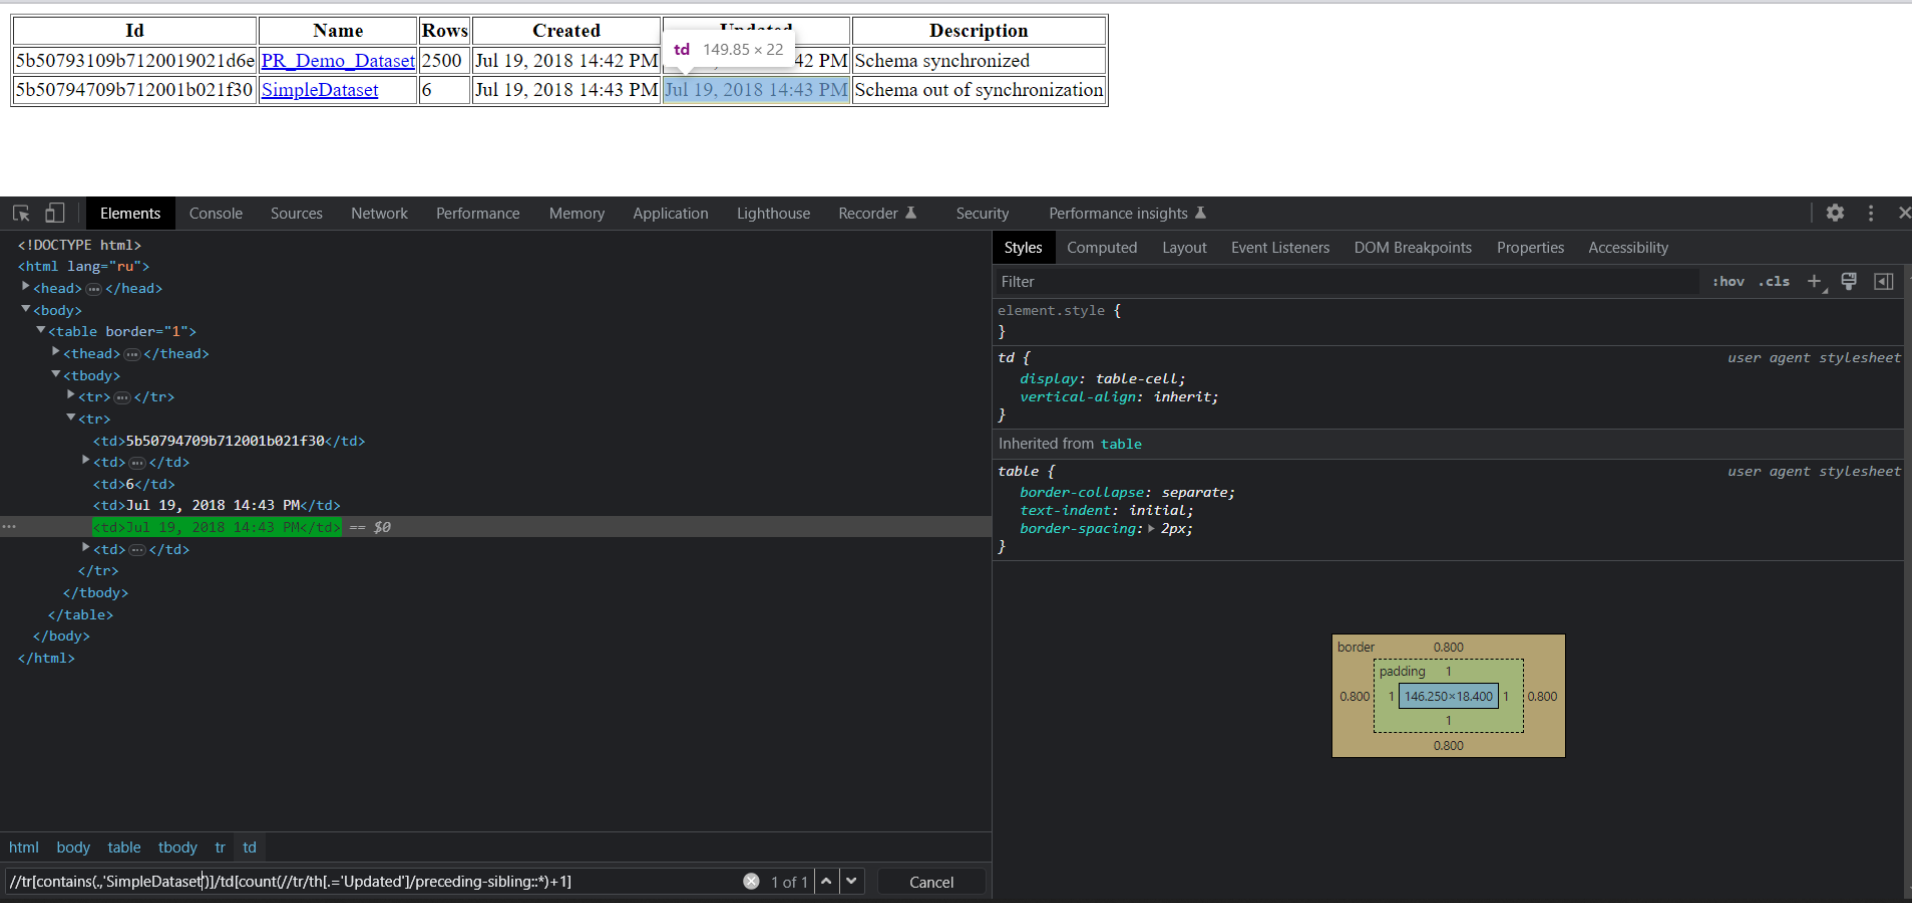 Id Name Rows Created Updated Description
5b50793109b7120019021d6e PR_Demo_Dataset 2500 Jul 19, 2018 14:42 PM 42 PM Schema synchronized
td 149.85 × 22
5b50794709b712001b021f30 SimpleDataset 6 Jul 19, 2018 14:43 PM Jul 19, 2018 14:43 PM Schema out of synchronization
Elements Console Sources Network Performance Memory Application Lighthouse Recorder Security Performance insights
<!DOCTYPE html>
<html lang="ru">
<head> … </head>
<body>
<table border="1">
<thead> … </thead>
<tbody>
<tr> … </tr>
<tr>
<td>5b50794709b712001b021f30</td>
<td> … </td>
<td>6</td>
<td>Jul 19, 2018 14:43 PM</td>
… <td>Jul 19, 2018 14:43 PM</td> == $0
<td> … </td>
</tr>
</tbody>
</table>
</body>
</html>
html body table tbody tr td
//tr[contains(.,'SimpleDataset')]/td[count(//tr/th[.='Updated']/preceding-sibling::*)+1] 1 of 1 Cancel
Styles Computed Layout Event Listeners DOM Breakpoints Properties Accessibility
Filter :hov .cls +
element.style {
}
td { user agent stylesheet
display: table-cell;
vertical-align: inherit;
}
Inherited from table
table { user agent stylesheet
border-collapse: separate;
text-indent: initial;
border-spacing: 2px;
}
border 0.800
padding 1
0.800 1 146.250×18.400 1 0.800
1
0.800